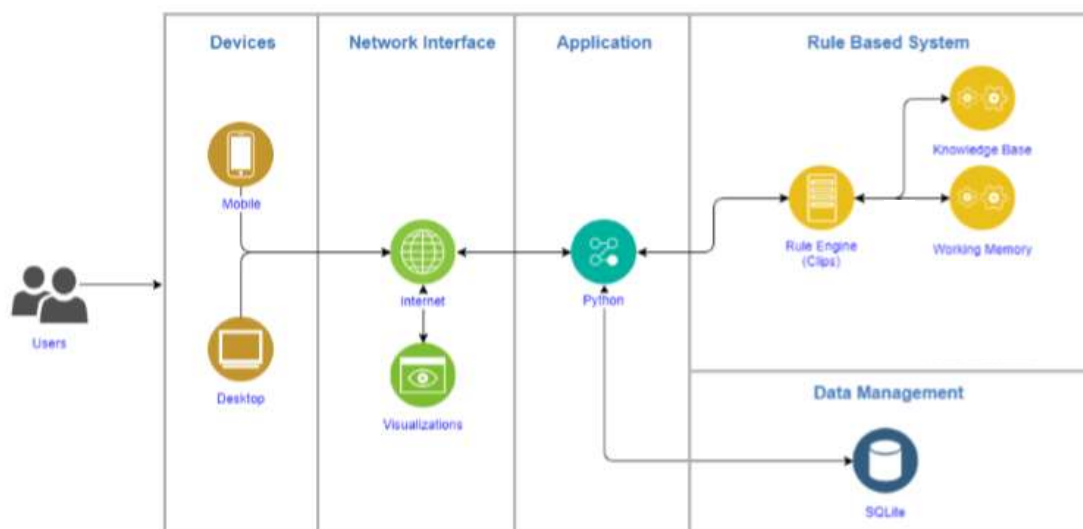 Devices
Network Interface
Application
Rule Based System
Mobile
Knowledge Base
Rule Engine
(Clips)
Working Memory
Internet
Python
Users
Desktop
Visualizations
Data Management
SQLite